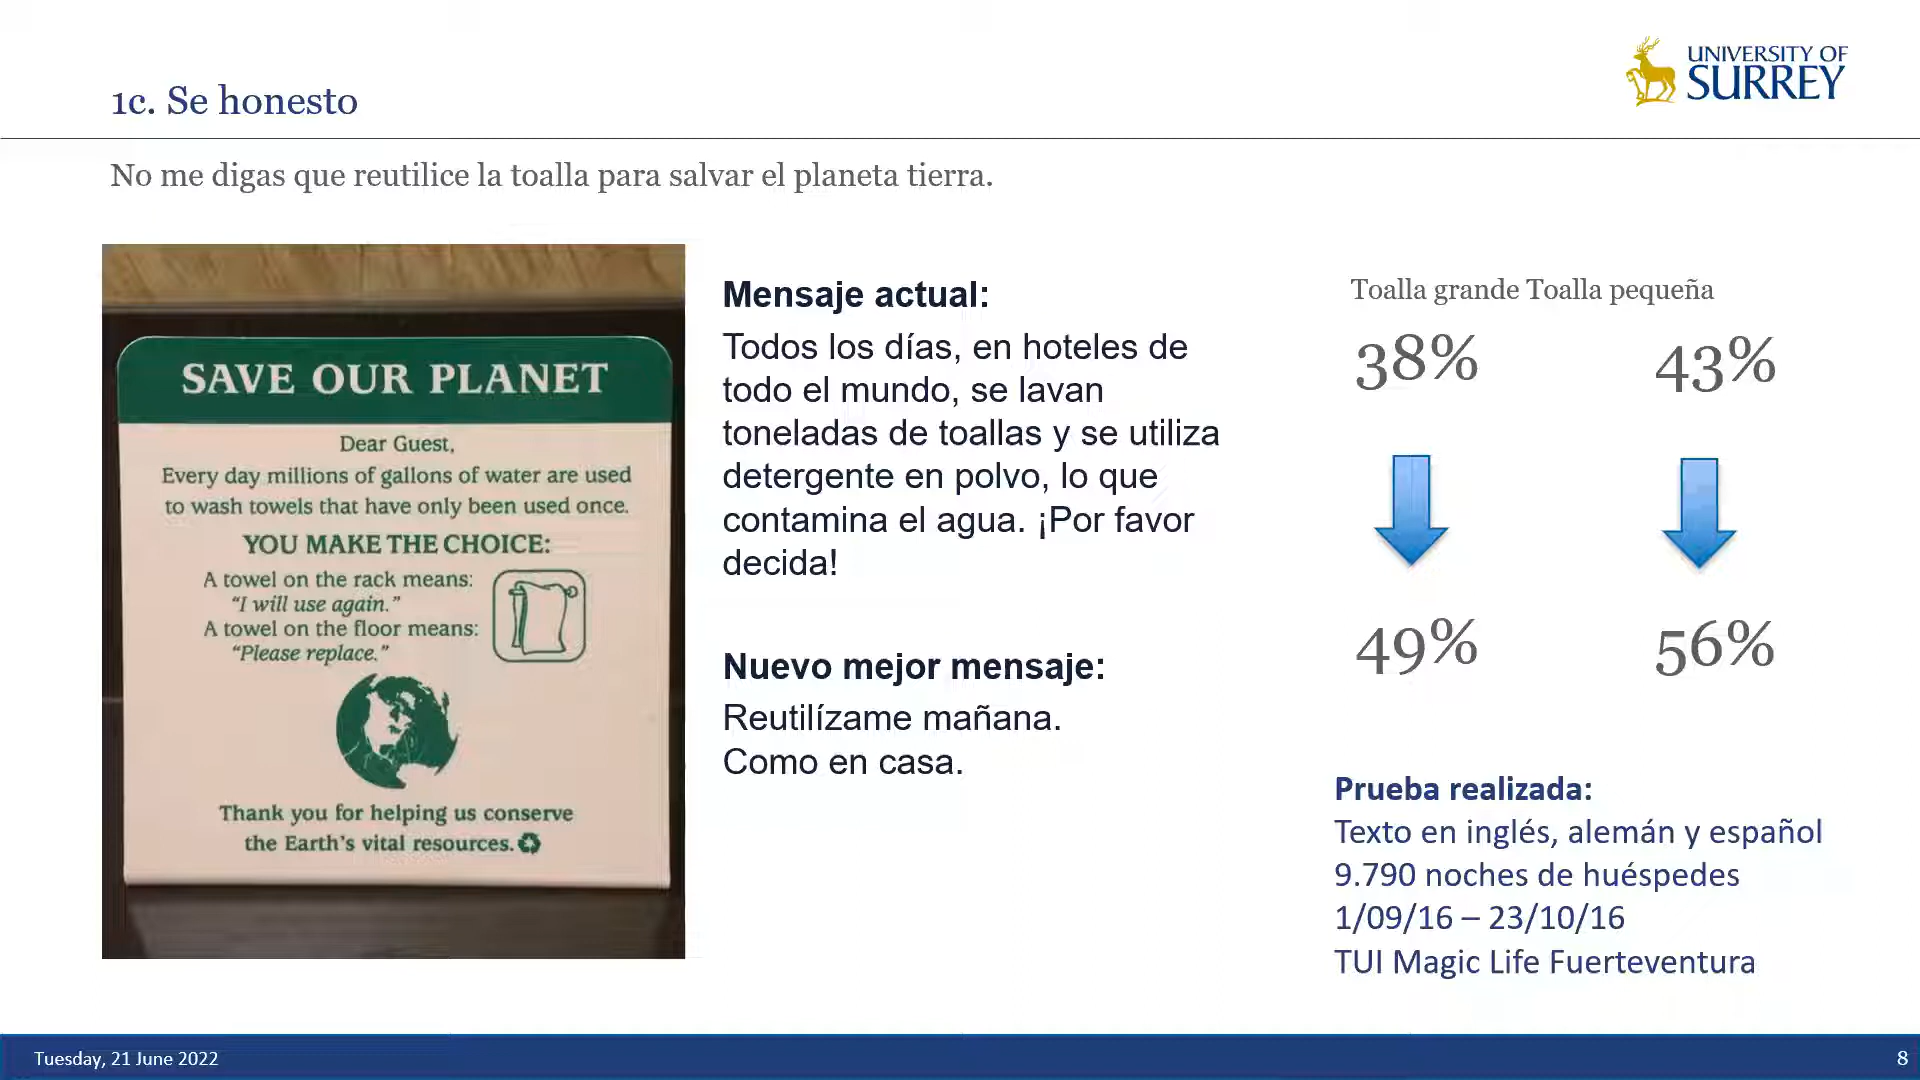 1c. Se honesto
UNIVERSITY OF
SURREY
No me digas que reutilice la toalla para salvar el planeta tierra.
SAVE OUR PLANET
Dear Guest,
Every day millions of gallons of water are used
to wash towels that have only been used once.
YOU MAKE THE CHOICE:
A towel on the rack means:
“I will use again.”
A towel on the floor means:
“Please replace.”
Thank you for helping us conserve
the Earth’s vital resources.
Mensaje actual:
Todos los días, en hoteles de
todo el mundo, se lavan
toneladas de toallas y se utiliza
detergente en polvo, lo que
contamina el agua. ¡Por favor
decida!
Nuevo mejor mensaje:
Reutilízame mañana.
Como en casa.
Toalla grande Toalla pequeña
38% 43%
49% 56%
Prueba realizada:
Texto en inglés, alemán y español
9.790 noches de huéspedes
1/09/16 – 23/10/16
TUI Magic Life Fuerteventura
Tuesday, 21 June 2022
8